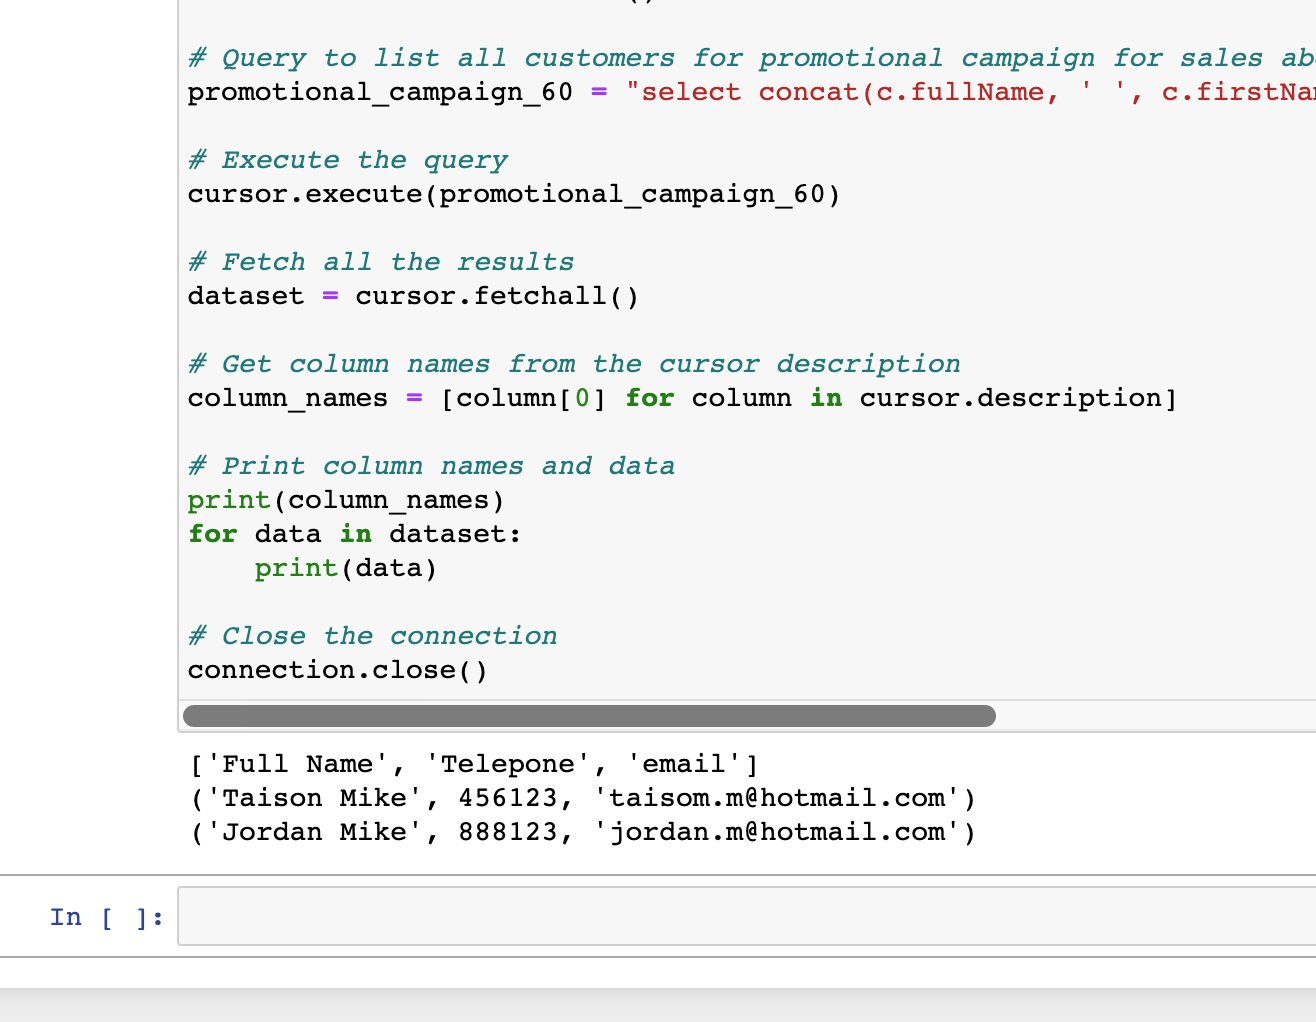 # Query to list all customers for promotional campaign for sales
promotional_campaign_60 = "select concat(c.fullName, ' ', 
# Execute the query
cursor.execute(promotional_campaign_60)
# Fetch all the results
dataset = cursor.fetchall()
# Get column names from the cursor description
column_names = [column[0] for column in cursor.description]
# Print column names and data
print(column_names)
for data in dataset:
    print(data)
# Close the connection
connection.close()
['Full Name', 'Telepone', 'email']
('Taison Mike', 456123, 'taisom.m@hotmail.com')
('Jordan Mike', 888123, 'jordan.m@hotmail.com')
In [ ]: